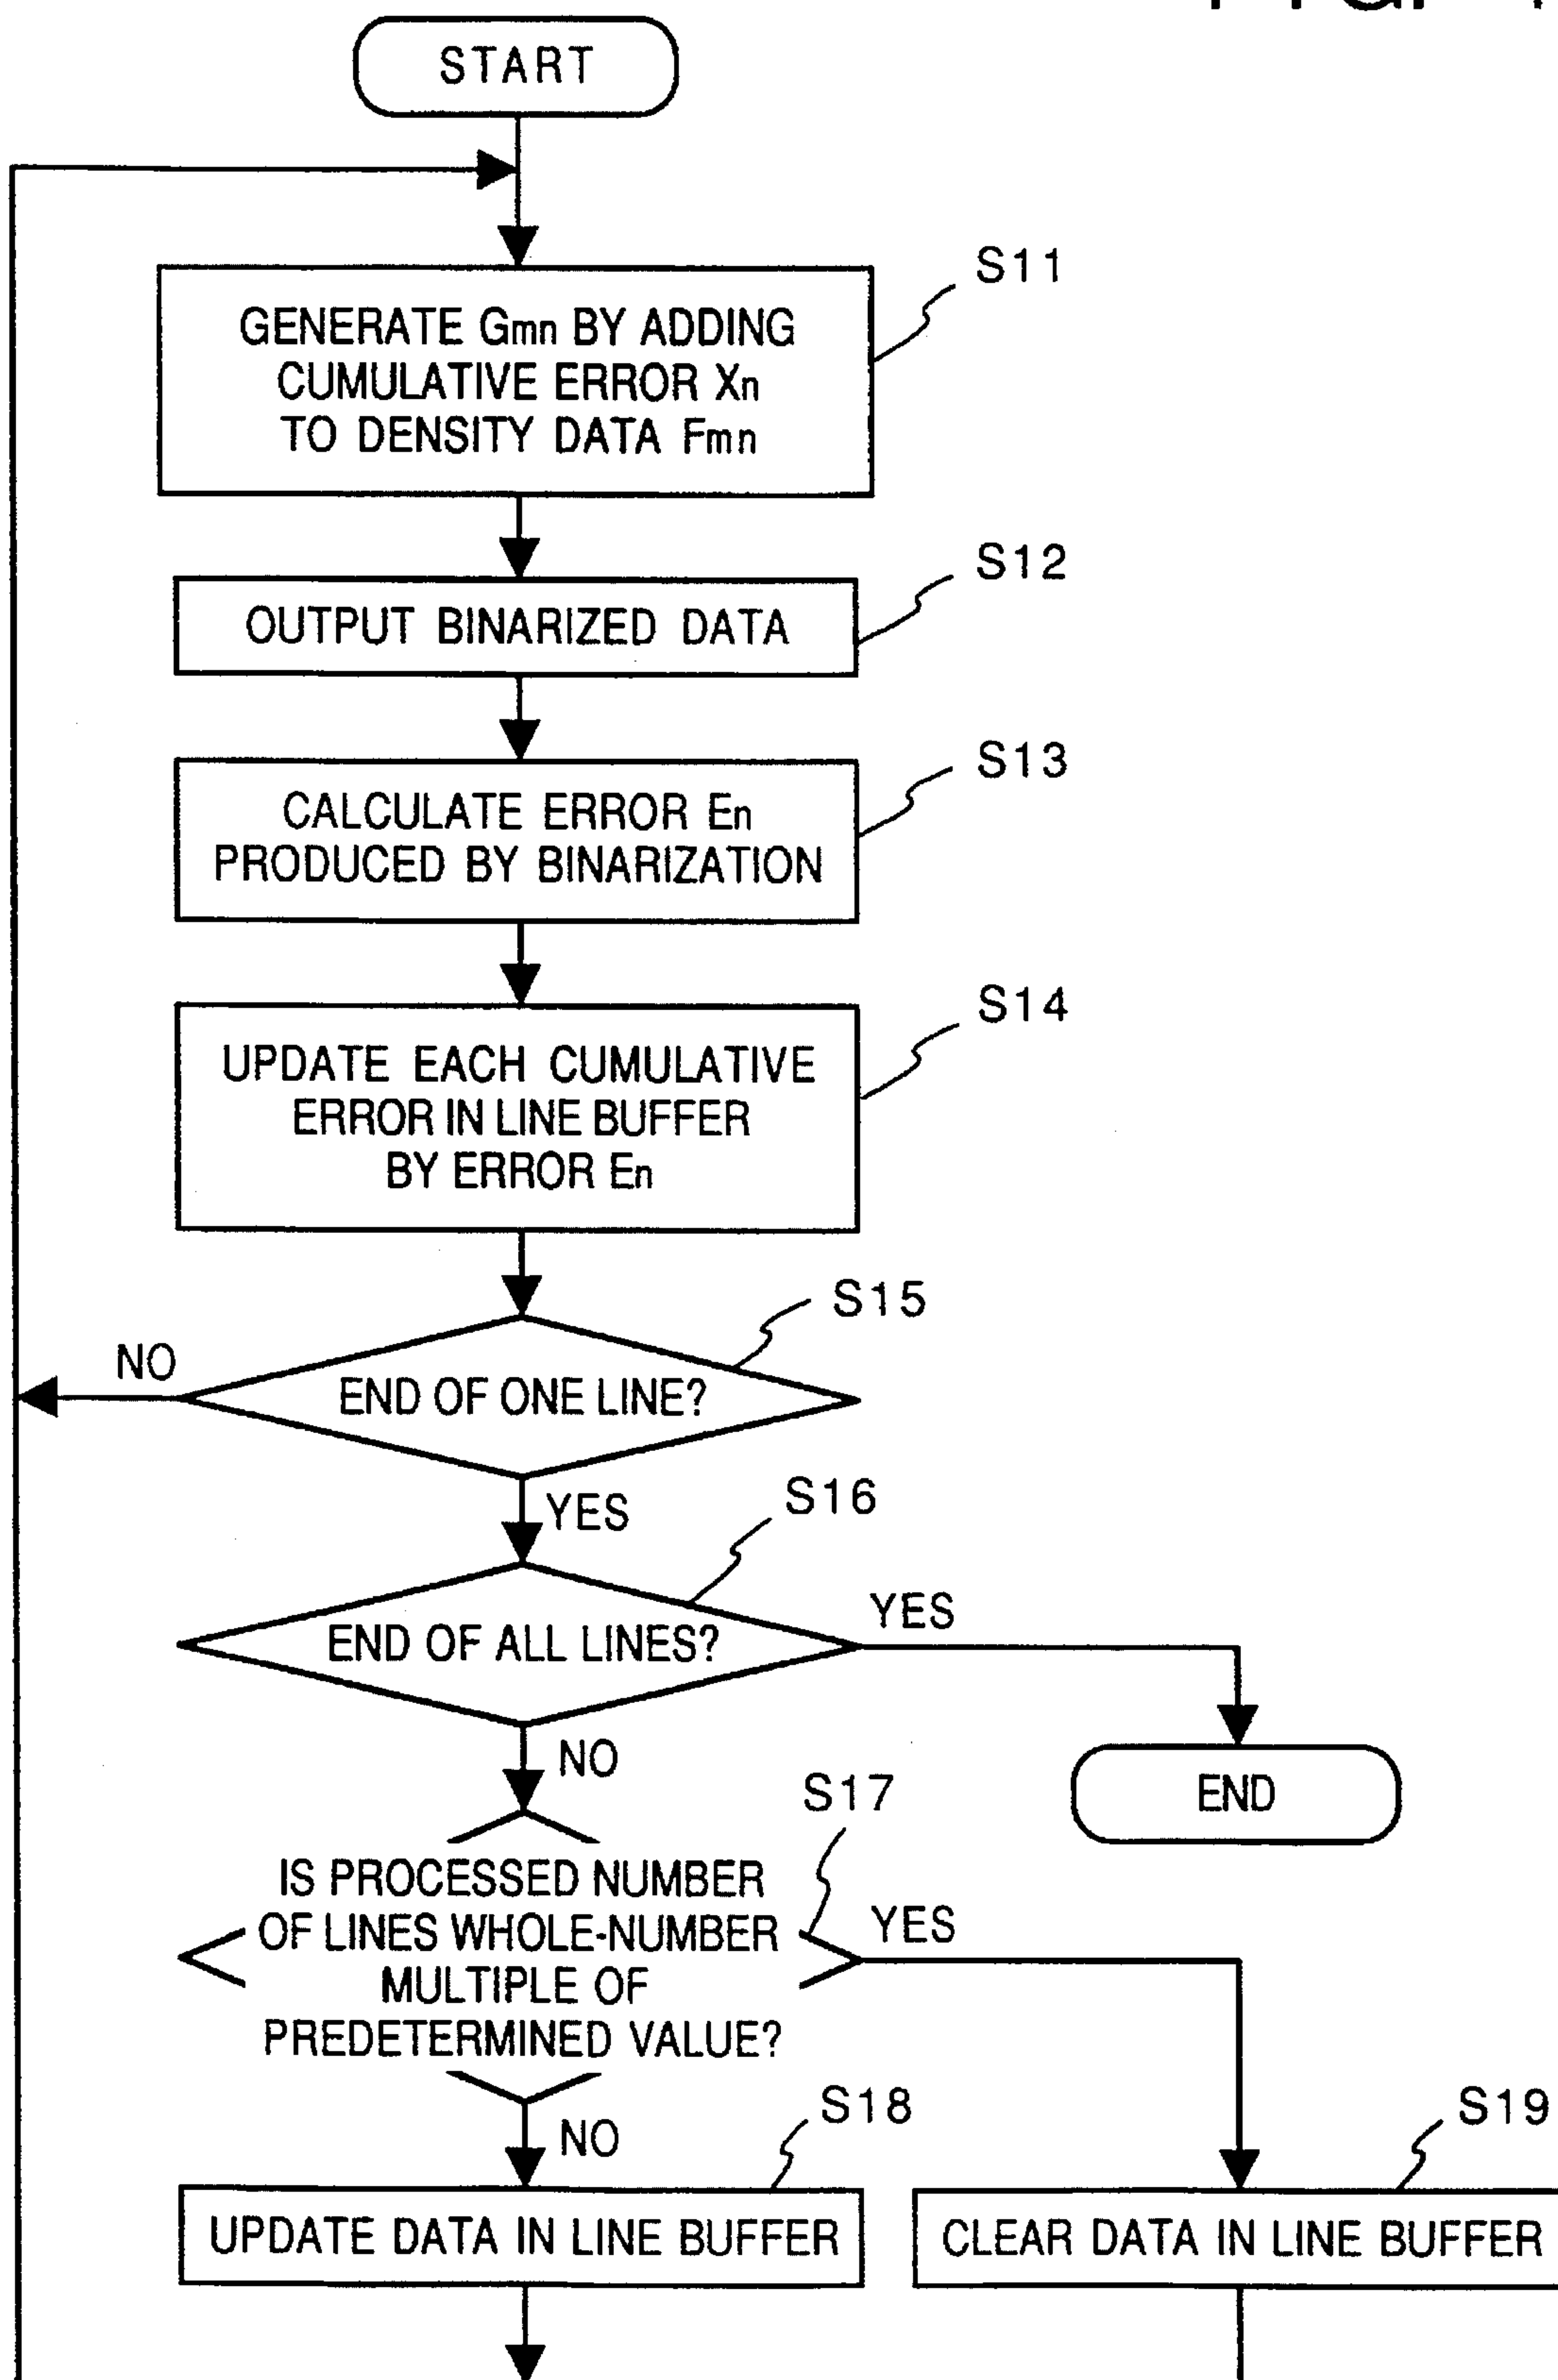 START
S11
GENERATE Gmn BY ADDING
CUMULATIVE ERROR Xn
TO DENSITY DATA Fmn
S12
OUTPUT BINARIZED DATA
S13
CALCULATE ERROR En
PRODUCED BY BINARIZATION
S14
UPDATE EACH CUMULATIVE
ERROR IN LINE BUFFER
BY ERROR En
S15
NO
END OF ONE LINE?
YES
S16
END OF ALL LINES?
YES
NO
END
S17
IS PROCESSED NUMBER
OF LINES WHOLE-NUMBER
MULTIPLE OF
PREDETERMINED VALUE?
YES
NO
S18
UPDATE DATA IN LINE BUFFER
S19
CLEAR DATA IN LINE BUFFER